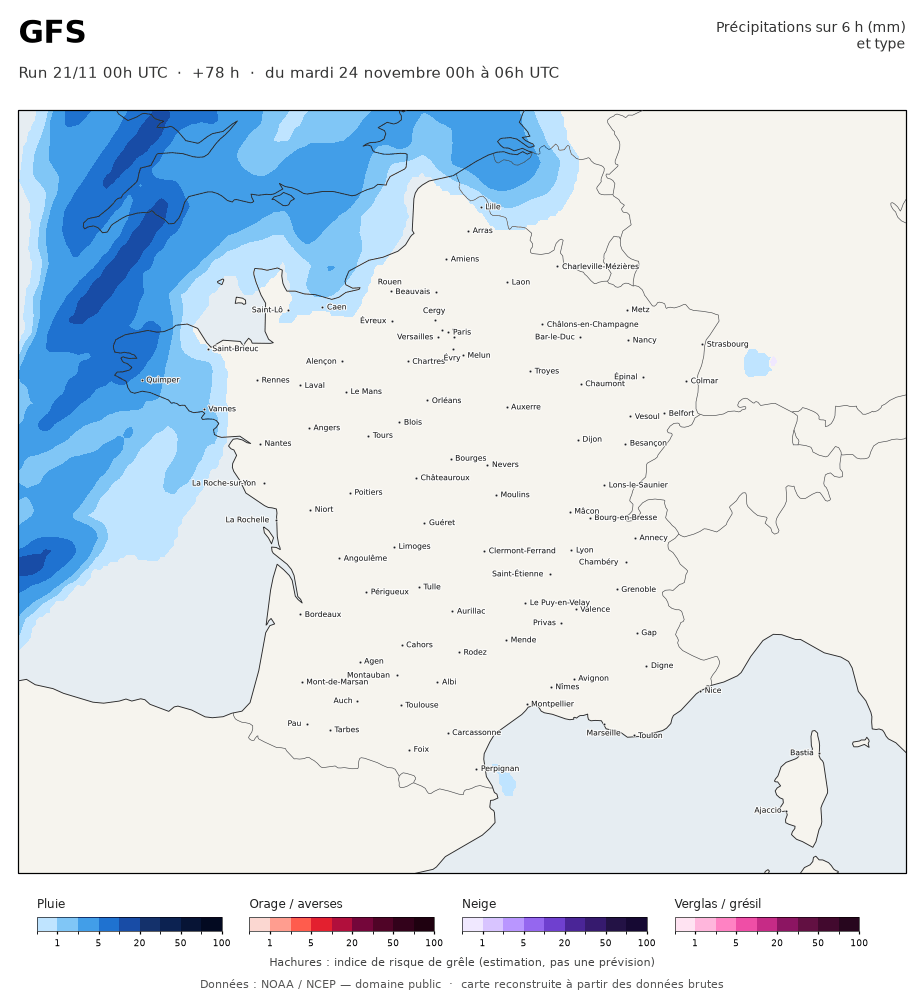 GFS
Précipitations sur 6 h (mm)
et type
Run 21/11 00h UTC · +78 h · du mardi 24 novembre 00h à 06h UTC
Lille
Arras
Amiens
Charleville-Mézières
Rouen
Beauvais
Laon
Saint-Lô
Caen
Cergy
Metz
Évreux
Châlons-en-Champagne
Versailles
Paris
Bar-le-Duc
Nancy
Strasbourg
Saint-Brieuc
Alençon
Chartres
Évry
Melun
Quimper
Rennes
Laval
Le Mans
Troyes
Chaumont
Épinal
Colmar
Orléans
Auxerre
Vannes
Vesoul
Belfort
Angers
Blois
Tours
Nantes
Dijon
Besançon
Bourges
Nevers
La Roche-sur-Yon
Châteauroux
Lons-le-Saunier
Poitiers
Moulins
Niort
Mâcon
Bourg-en-Bresse
La Rochelle
Guéret
Annecy
Limoges
Angoulême
Clermont-Ferrand
Lyon
Chambéry
Saint-Étienne
Périgueux
Tulle
Grenoble
Bordeaux
Aurillac
Le Puy-en-Velay
Valence
Privas
Gap
Cahors
Mende
Rodez
Agen
Digne
Montauban
Mont-de-Marsan
Albi
Avignon
Nîmes
Nice
Auch
Toulouse
Montpellier
Pau
Tarbes
Carcassonne
Marseille
Toulon
Foix
Bastia
Perpignan
Ajaccio
Pluie
Orage / averses
Neige
Verglas / grésil
1 5 20 50 100
1 5 20 50 100
1 5 20 50 100
1 5 20 50 100
Hachures : indice de risque de grêle (estimation, pas une prévision)
Données : NOAA / NCEP — domaine public · carte reconstruite à partir des données brutes